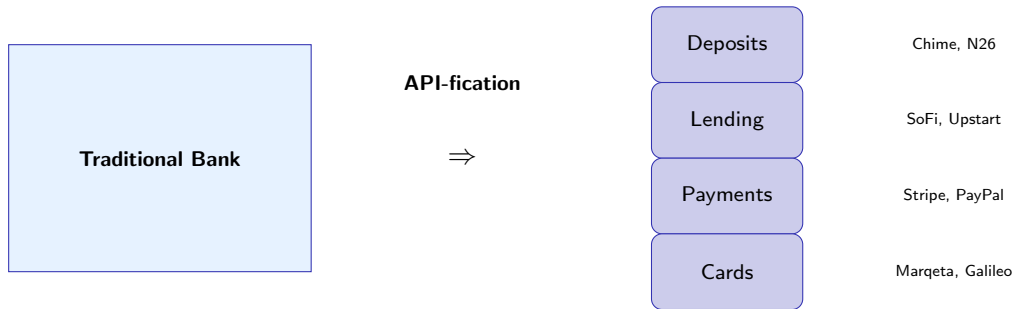 Traditional Bank
API-fication
⇒
Deposits
Chime, N26
Lending
SoFi, Upstart
Payments
Stripe, PayPal
Cards
Marqeta, Galileo